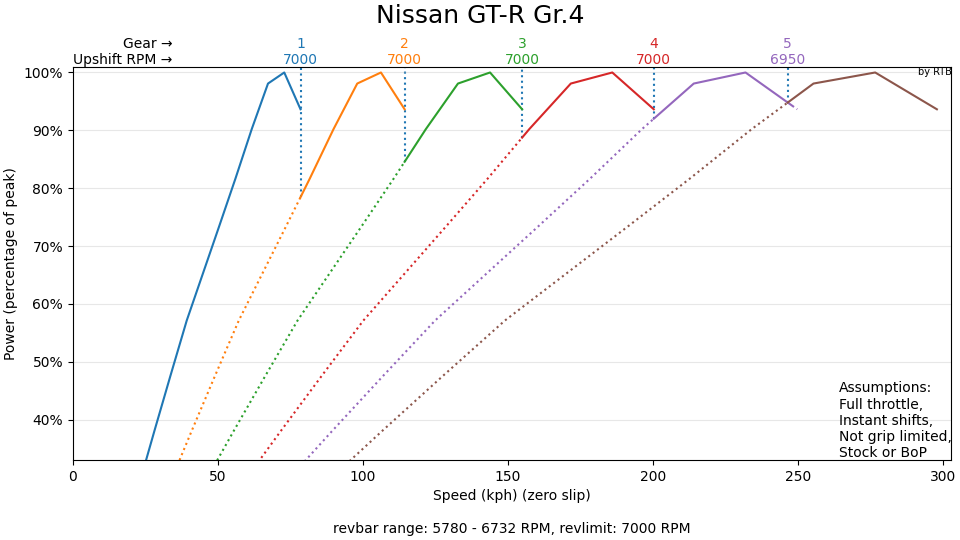 Nissan GT-R Gr.4
Gear → 1 2 3 4 5
Upshift RPM → 7000 7000 7000 7000 6950
by RTB
100%
90%
80%
70%
60%
50%
40%
Power (percentage of peak)
Assumptions:
Full throttle,
Instant shifts,
Not grip limited,
Stock or BoP
0 50 100 150 200 250 300
Speed (kph) (zero slip)
revbar range: 5780 - 6732 RPM, revlimit: 7000 RPM